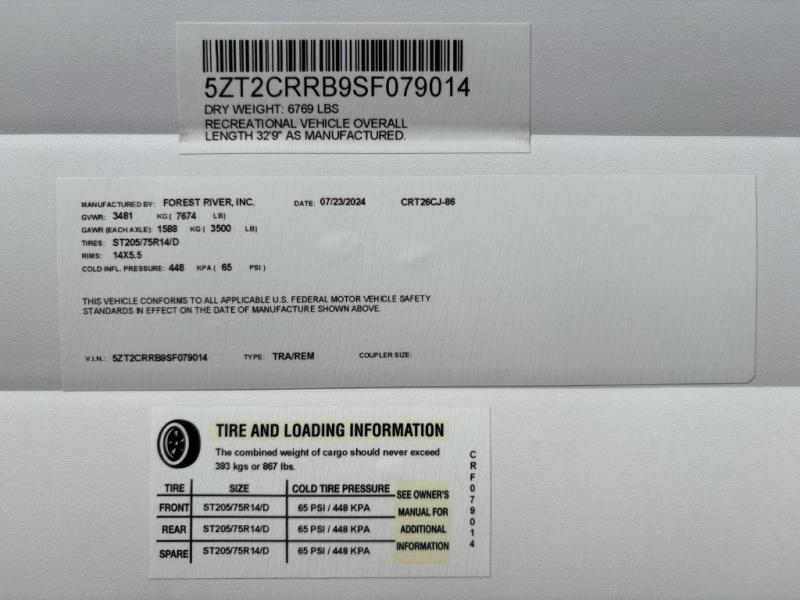 5ZT2CRRB9SF079014
DRY WEIGHT: 6769 LBS
RECREATIONAL VEHICLE OVERALL
LENGTH 32'9" AS MANUFACTURED.
MANUFACTURED BY: FOREST RIVER, INC. DATE: 07/23/2024 CRT26CJ-86
GVWR: 3481 KG ( 7674 LB)
GAWR (EACH AXLE): 1588 KG ( 3500 LB)
TIRES: ST205/75R14/D
RIMS: 14X5.5
COLD INFL. PRESSURE: 448 KPA ( 65 PSI )
THIS VEHICLE CONFORMS TO ALL APPLICABLE U.S. FEDERAL MOTOR VEHICLE SAFETY
STANDARDS IN EFFECT ON THE DATE OF MANUFACTURE SHOWN ABOVE.
V.I.N.: 5ZT2CRRB9SF079014 TYPE: TRA/REM COUPLER SIZE:
TIRE AND LOADING INFORMATION
The combined weight of cargo should never exceed
393 kgs or 867 lbs.
TIRE SIZE COLD TIRE PRESSURE
FRONT ST205/75R14/D 65 PSI / 448 KPA
REAR ST205/75R14/D 65 PSI / 448 KPA
SPARE ST205/75R14/D 65 PSI / 448 KPA
SEE OWNER'S
MANUAL FOR
ADDITIONAL
INFORMATION
CRF079014